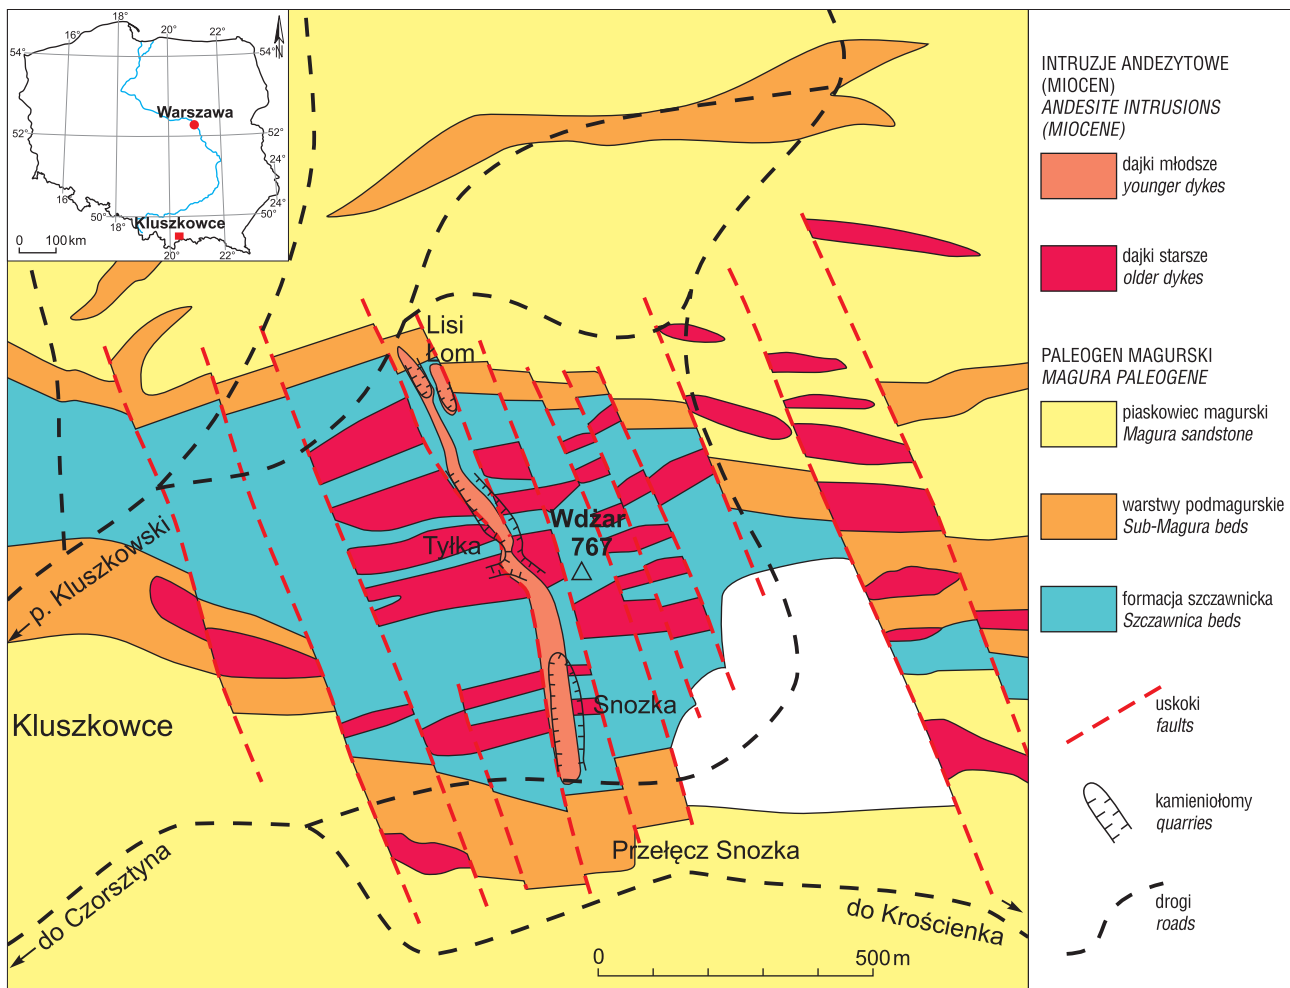 18°
16°
20°
22°
54°
54°
Warszawa
52°
52°
24°
16
24°
50°
50°
18°
Kluszkowce
0 100 km
20°
22°
Lisi
Łom
Wdżar
767
Tyłka
p. Kluszkowski
Snozka
Kluszkowce
Przełęcz Snozka
do Czorsztyna
do Krościenka
0 500 m
INTRUZJE ANDEZYTOWE
(MIOCEN)
ANDESITE INTRUSIONS
(MIOCENE)
dajki młodsze
younger dykes
dajki starsze
older dykes
PALEOGEN MAGURSKI
MAGURA PALEOGENE
piaskowiec magurski
Magura sandstone
warstwy podmagurskie
Sub-Magura beds
formacja szczawnicka
Szczawnica beds
uskoki
faults
kamieniołomy
quarries
drogi
roads